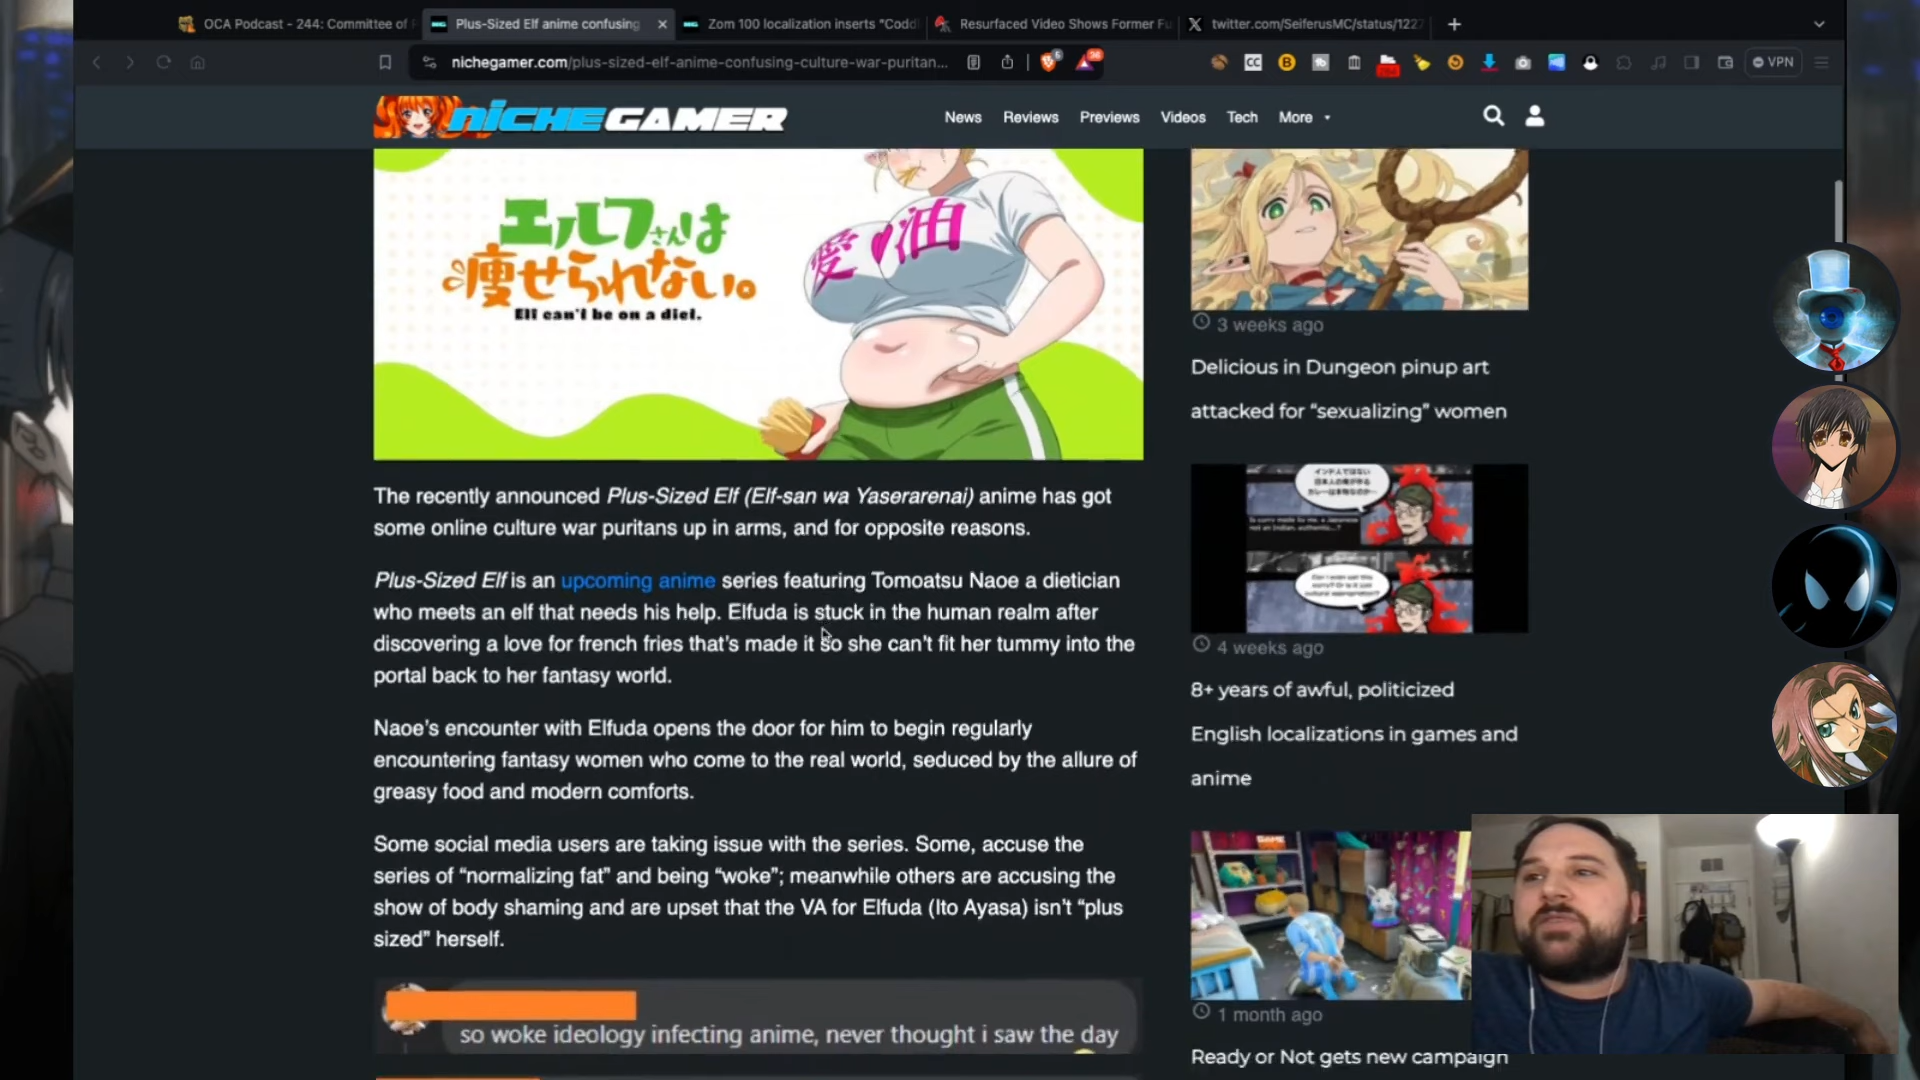 OCA Podcast - 244: Committee of
Plus-Sized Elf anime confusing
Zom 100 localization inserts "Codd
Resurfaced Video Shows Former Fu
twitter.com/SeiferusMC/status/122
nichegamer.com/plus-sized-elf-anime-confusing-culture-war-puritan...
VPN
NICHEGAMER
News
Reviews
Previews
Videos
Tech
More
エルフさんは
痩せられない。
Elf can't be on a diet.
愛♥油
The recently announced Plus-Sized Elf (Elf-san wa Yaserarenai) anime has got
some online culture war puritans up in arms, and for opposite reasons.
Plus-Sized Elf is an upcoming anime series featuring Tomoatsu Naoe a dietician
who meets an elf that needs his help. Elfuda is stuck in the human realm after
discovering a love for french fries that's made it so she can't fit her tummy into the
portal back to her fantasy world.
Naoe's encounter with Elfuda opens the door for him to begin regularly
encountering fantasy women who come to the real world, seduced by the allure of
greasy food and modern comforts.
Some social media users are taking issue with the series. Some, accuse the
series of "normalizing fat" and being "woke"; meanwhile others are accusing the
show of body shaming and are upset that the VA for Elfuda (Ito Ayasa) isn't "plus
sized" herself.
so woke ideology infecting anime, never thought i saw the day
3 weeks ago
Delicious in Dungeon pinup art
attacked for "sexualizing" women
4 weeks ago
8+ years of awful, politicized
English localizations in games and
anime
1 month ago
Ready or Not gets new campaign